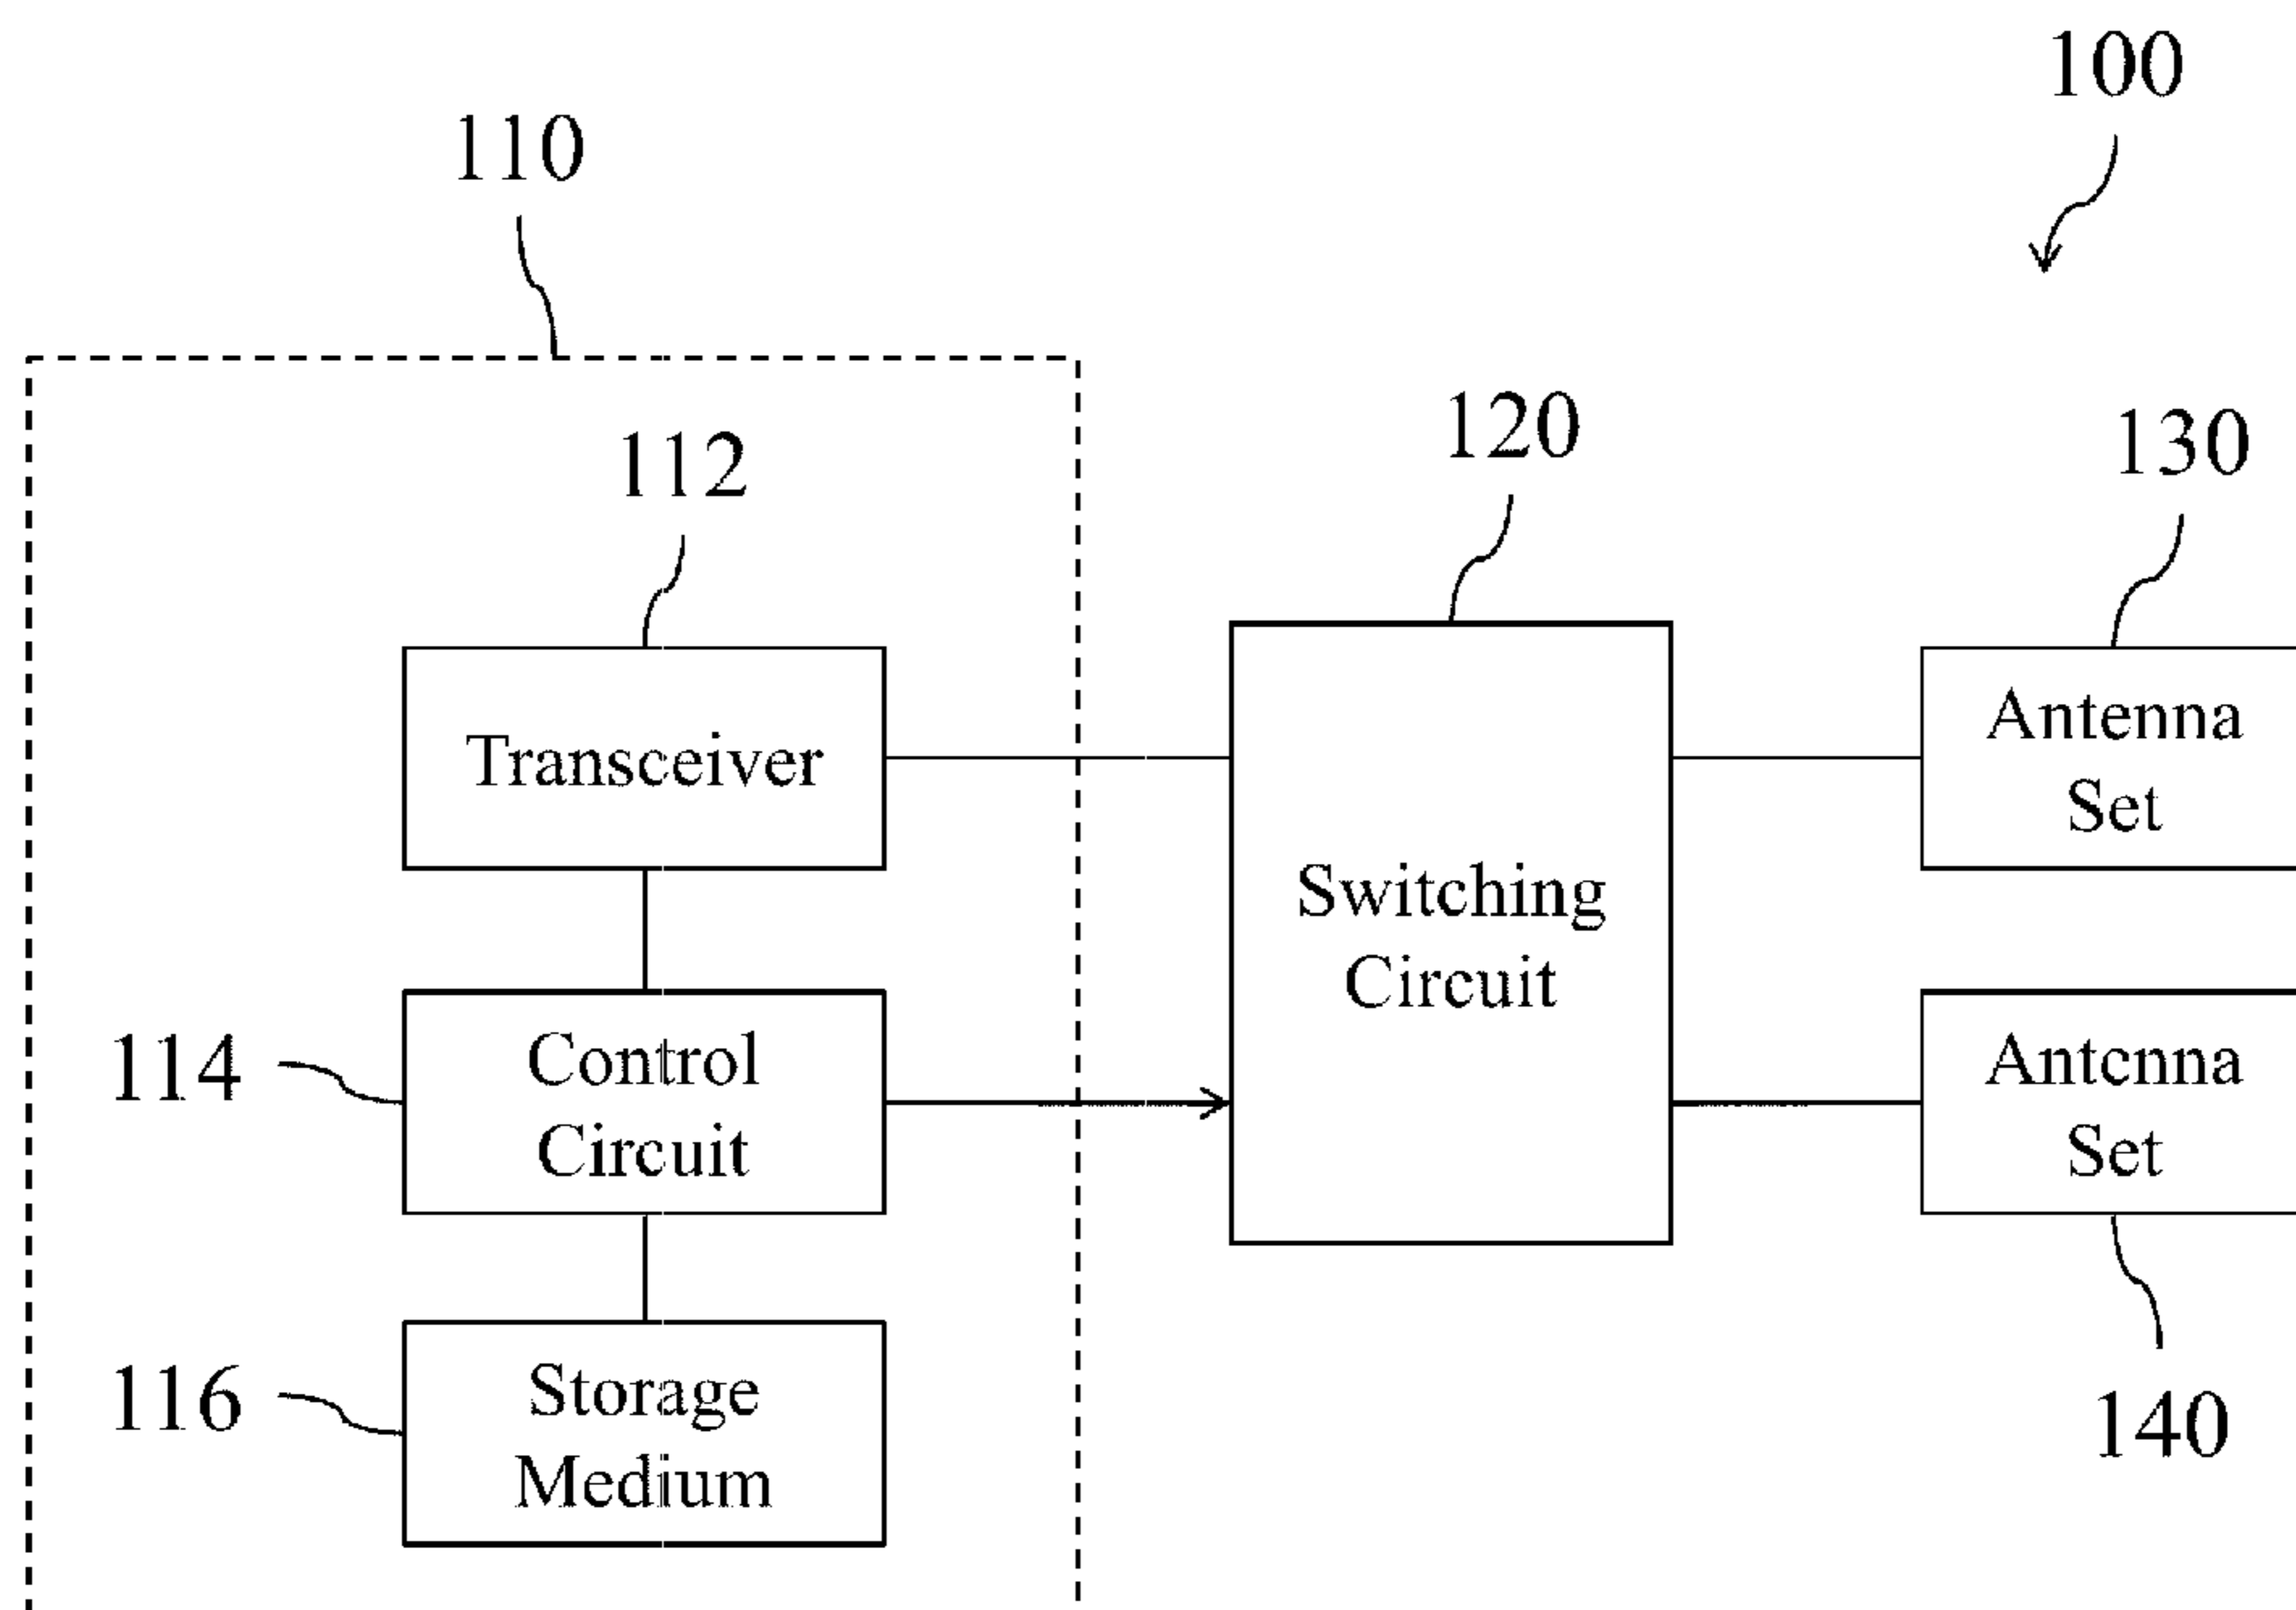 100
110
112
120
130
Transceiver
Antenna
Set
Switching
Circuit
114
Control
Circuit
Antenna
Set
116
Storage
Medium
140